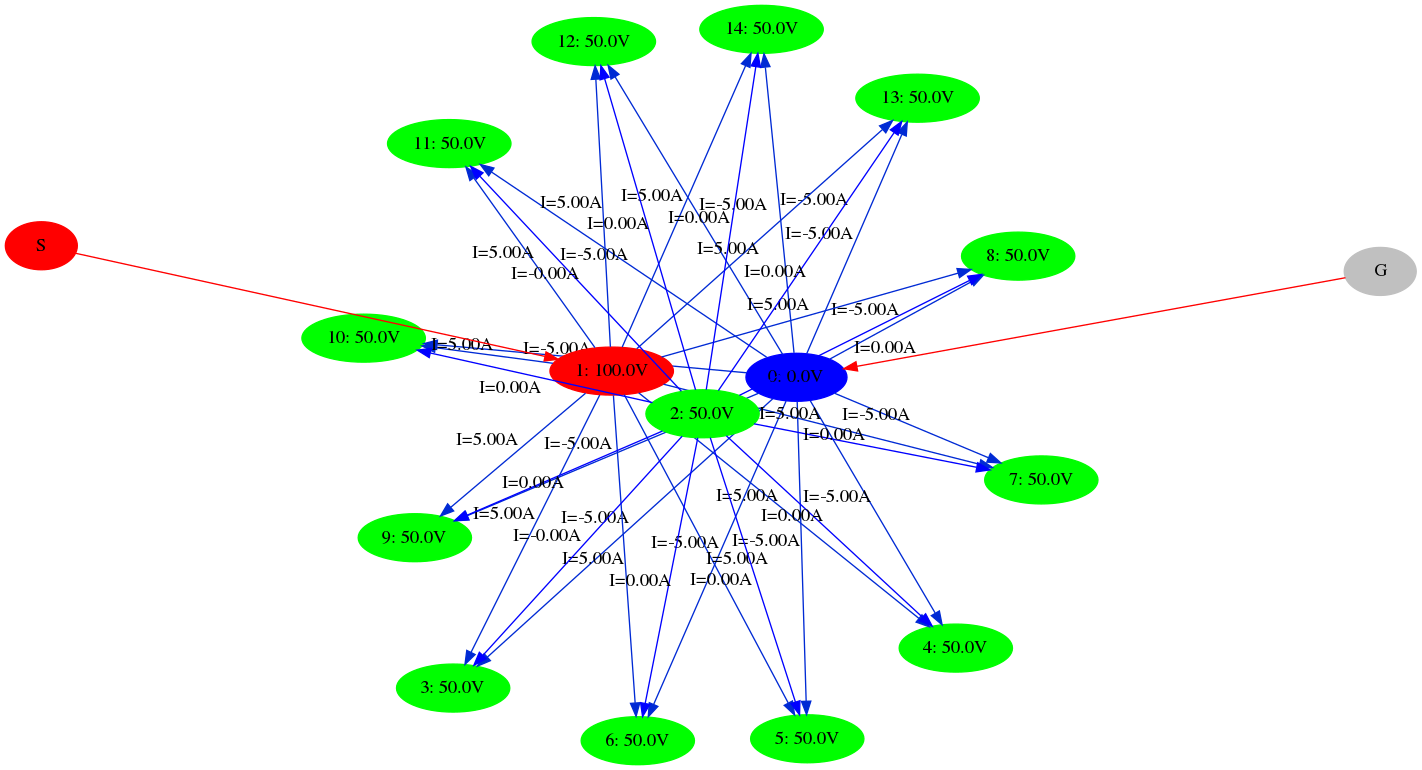 14: 50.0V
12: 50.0V
13: 50.0V
11: 50.0V
I=5.00A
I=-5.00A
I=5.00A
I=-5.00A
I=0.00A
I=0.00A
I=-5.00A
S
I=5.00A
I=5.00A
I=-5.00A
8: 50.0V
I=-0.00A
I=0.00A
G
I=5.00A
I=-5.00A
10: 50.0V
I=5.00A
I=-5.00A
I=0.00A
1: 100.0V
0: 0.0V
I=0.00A
2: 50.0V
I=5.00A
I=-5.00A
I=0.00A
I=5.00A
I=-5.00A
7: 50.0V
I=0.00A
I=5.00A
I=-5.00A
I=5.00A
I=-5.00A
I=0.00A
9: 50.0V
I=-0.00A
I=-5.00A
I=-5.00A
I=5.00A
I=5.00A
I=0.00A
I=0.00A
4: 50.0V
3: 50.0V
6: 50.0V
5: 50.0V